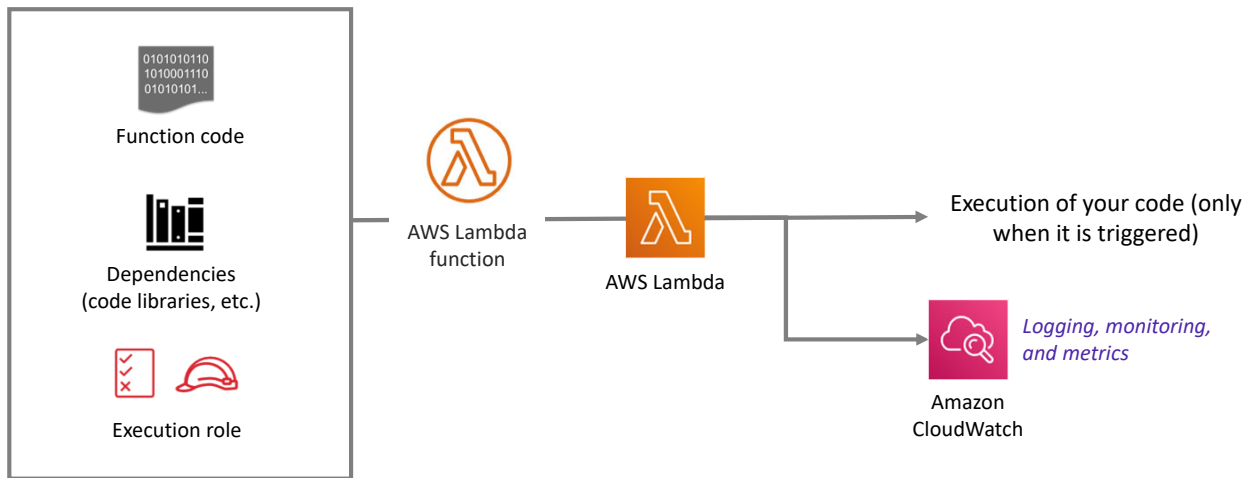 0101010110
1010001110
01010101...
Function code
Dependencies
(code libraries, etc.)
Execution role
AWS Lambda
function
AWS Lambda
Execution of your code (only
when it is triggered)
Logging, monitoring,
and metrics
Amazon
CloudWatch